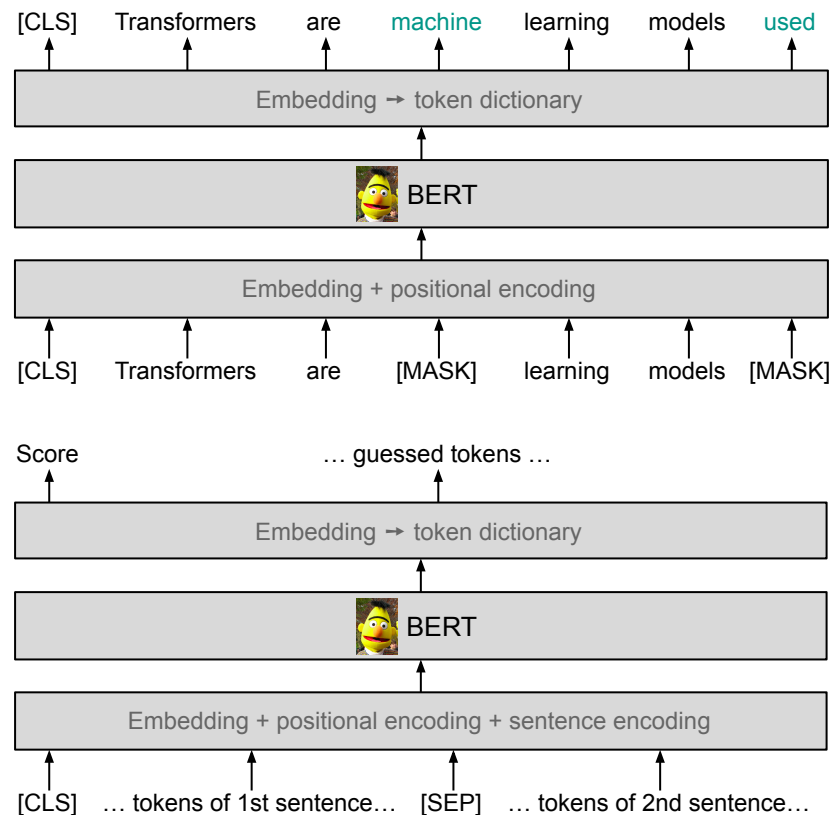 [CLS] Transformers are machine learning models used
Embedding → token dictionary
BERT
Embedding + positional encoding
[CLS] Transformers are [MASK] learning models [MASK]
Score … guessed tokens …
Embedding → token dictionary
BERT
Embedding + positional encoding + sentence encoding
[CLS] … tokens of 1st sentence… [SEP] … tokens of 2nd sentence…